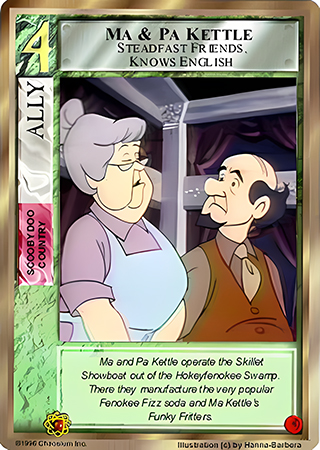 4
MA & PA KETTLE
STEADFAST FRIENDS,
KNOWS ENGLISH
ALLY
SCOOBYDOO
COUNTRY
Ma and Pa Kettle operate the Skillet
Showboat out of the Hokeyfenokee Swamp.
There they manufacture the very popular
Fenokee Fizz soda and Ma Kettle's
Funky Fritters.
©1996 Chromium Inc.
Illustration (c) by Hanna-Barbera